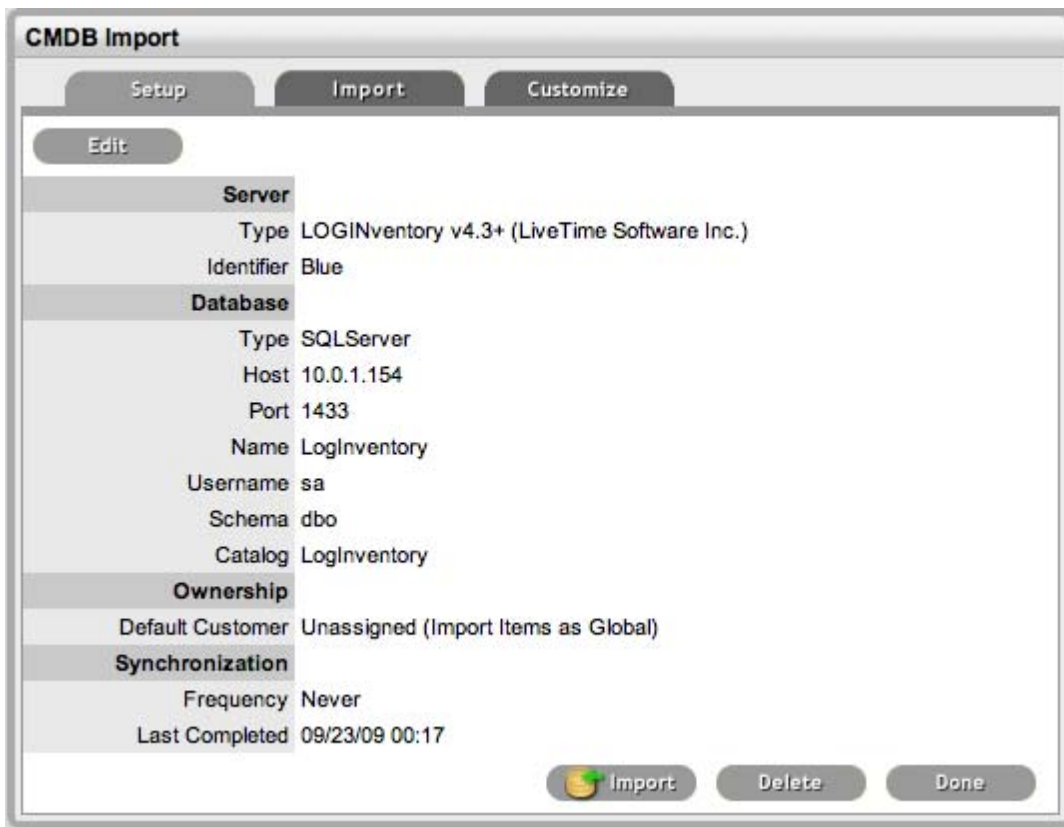 CMDB Import
Setup Import Customize
Edit
Server
Type LOGINventory v4.3+ (LiveTime Software Inc.)
Identifier Blue
Database
Type SQLServer
Host 10.0.1.154
Port 1433
Name LogInventory
Username sa
Schema dbo
Catalog LogInventory
Ownership
Default Customer Unassigned (Import Items as Global)
Synchronization
Frequency Never
Last Completed 09/23/09 00:17
Import Delete Done